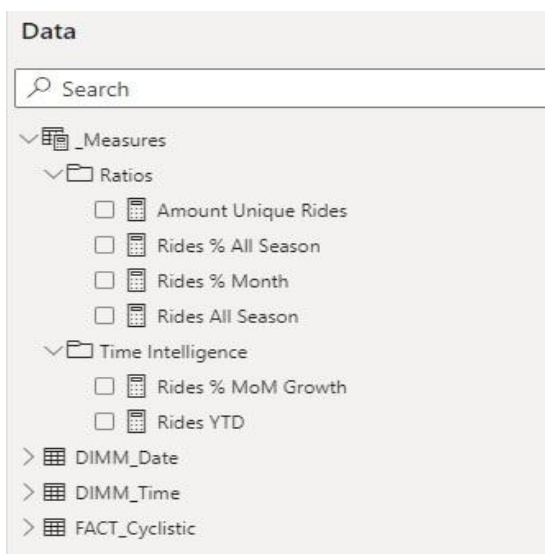 Data
Search
_Measures
Ratios
Amount Unique Rides
Rides % All Season
Rides % Month
Rides All Season
Time Intelligence
Rides % MoM Growth
Rides YTD
DIMM_Date
DIMM_Time
FACT_Cyclistic